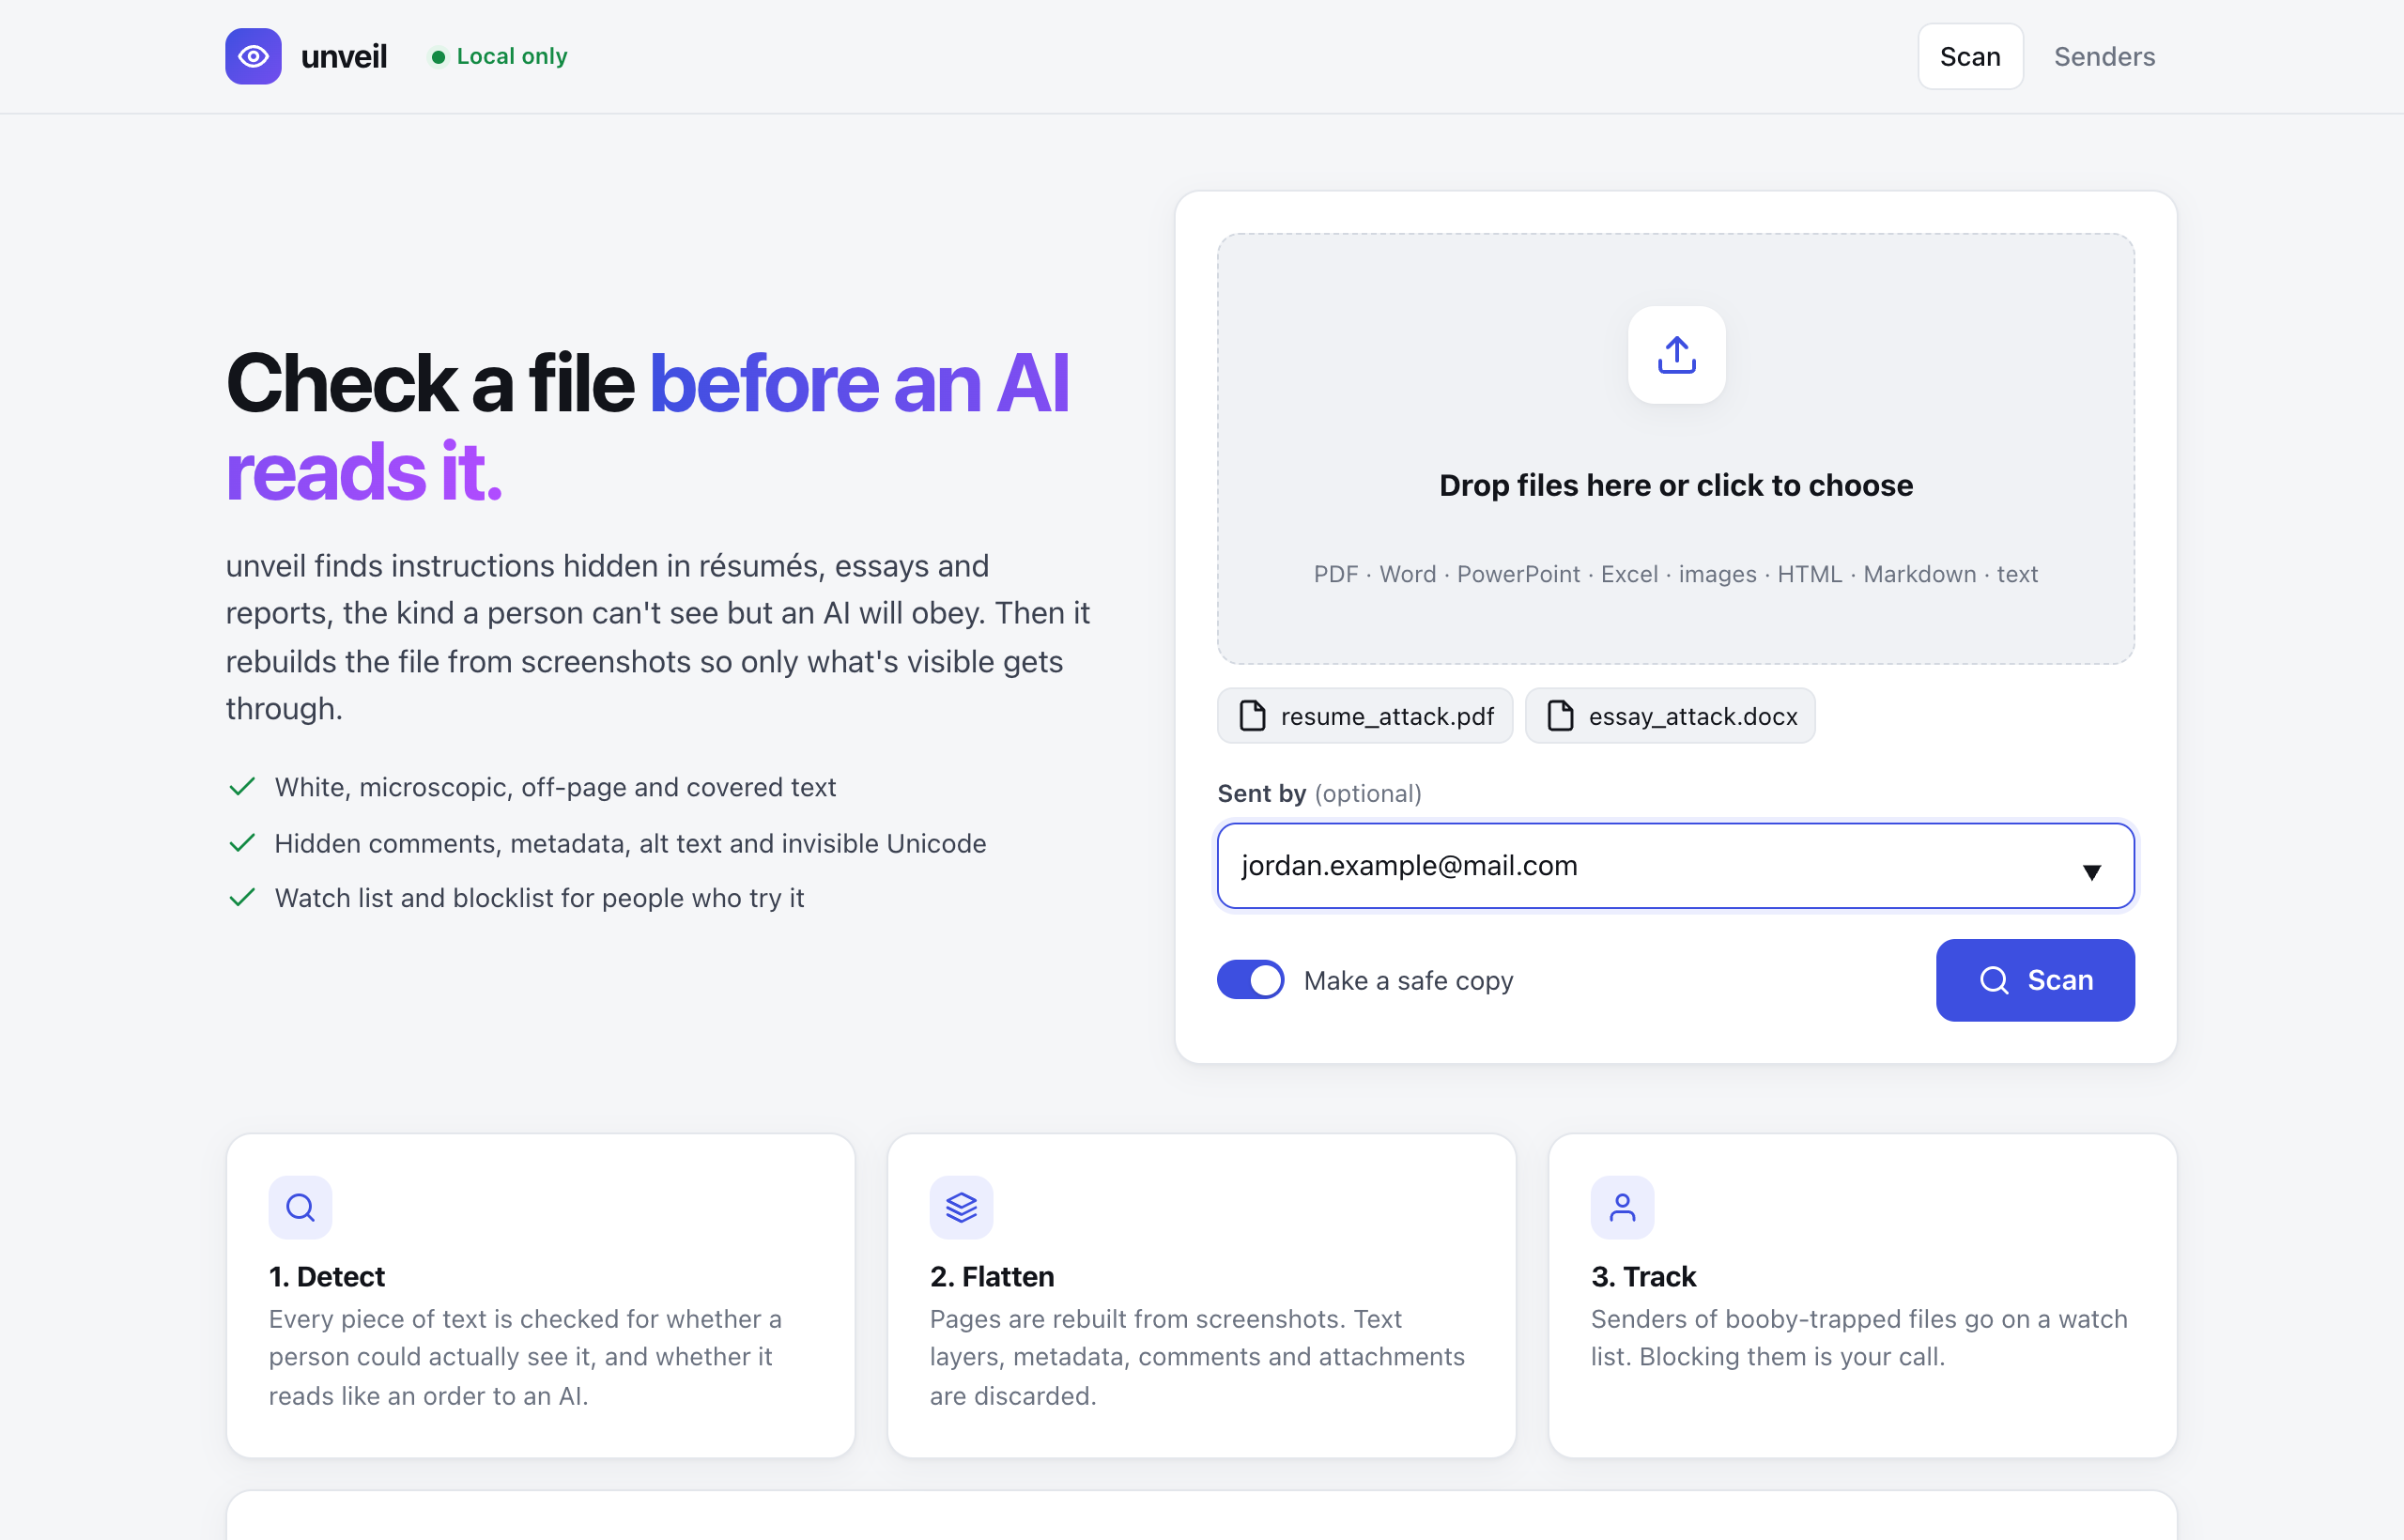 unveil
Local only
Scan
Senders
Check a file before an AI
reads it.
unveil finds instructions hidden in résumés, essays and
reports, the kind a person can't see but an AI will obey. Then it
rebuilds the file from screenshots so only what's visible gets
through.
White, microscopic, off-page and covered text
Hidden comments, metadata, alt text and invisible Unicode
Watch list and blocklist for people who try it
Drop files here or click to choose
PDF · Word · PowerPoint · Excel · images · HTML · Markdown · text
resume_attack.pdf
essay_attack.docx
Sent by (optional)
jordan.example@mail.com
Make a safe copy
Scan
1. Detect
Every piece of text is checked for whether a
person could actually see it, and whether it
reads like an order to an AI.
2. Flatten
Pages are rebuilt from screenshots. Text
layers, metadata, comments and attachments
are discarded.
3. Track
Senders of booby-trapped files go on a watch
list. Blocking them is your call.